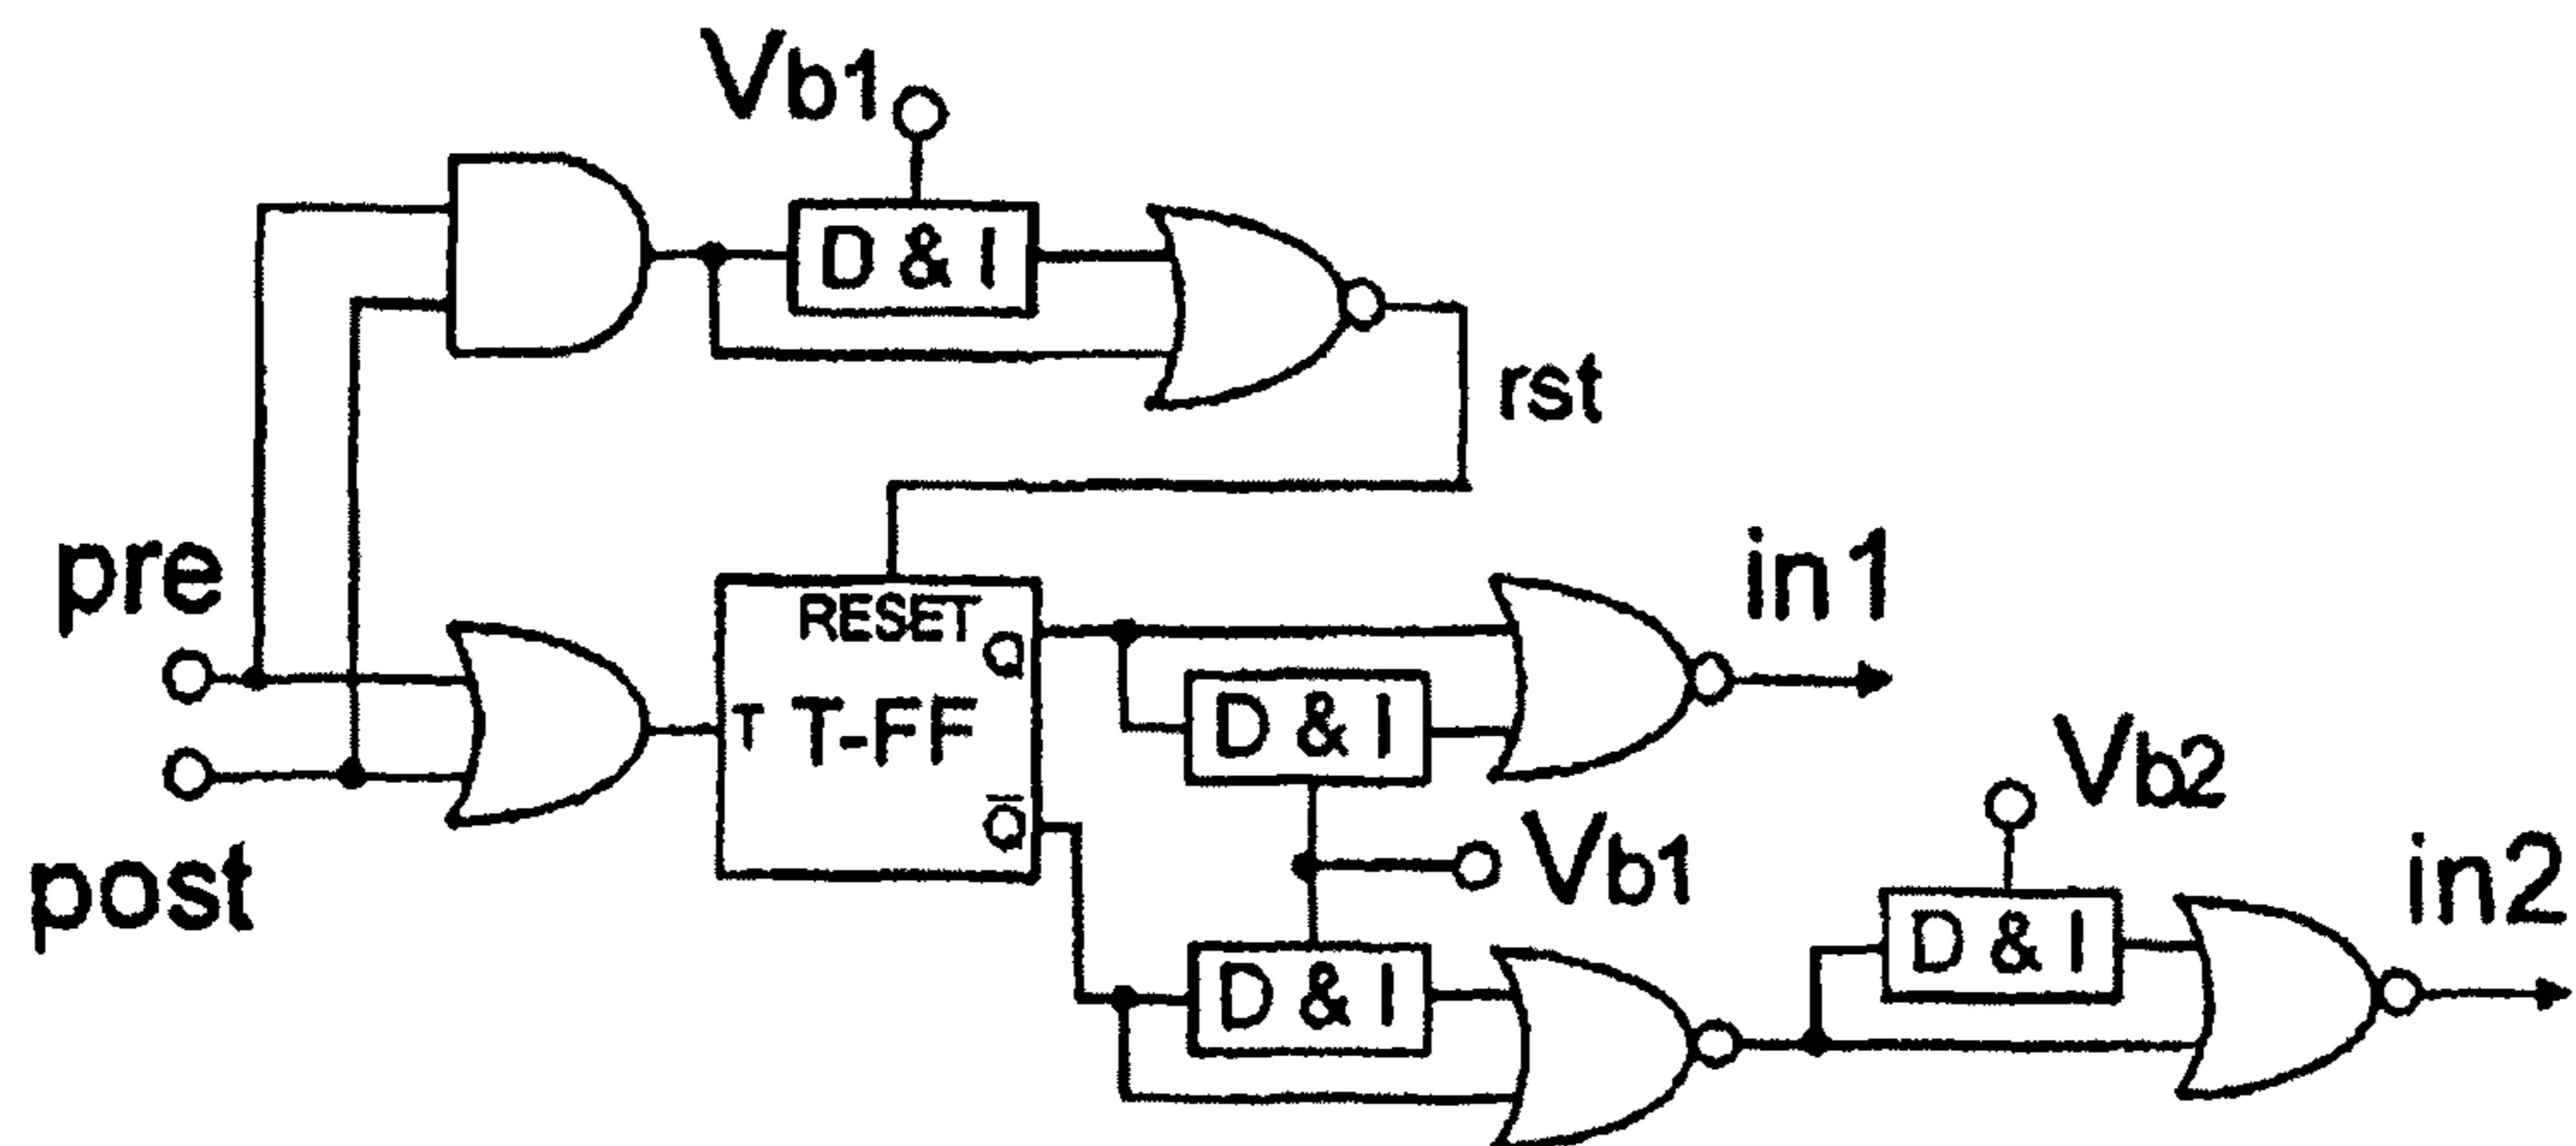 Vb1
D & I
rst
pre
post
RESET
Q
T
T-FF
Q̅
in1
D & I
Vb1
D & I
Vb2
D & I
in2